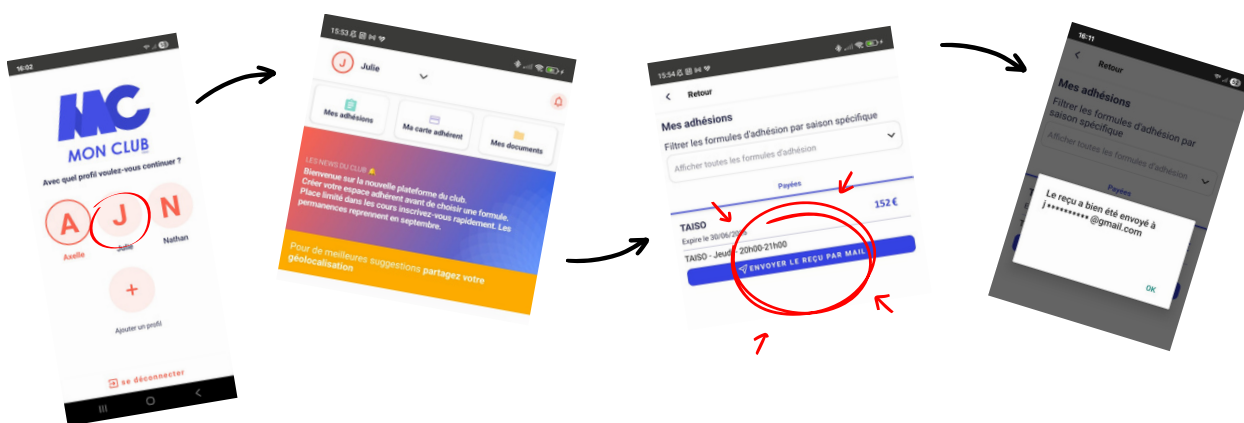 16:02
MC
MON CLUB
Avec quel profil voulez-vous continuer ?
A
J
N
Axelle
Julie
Nathan
+
Ajouter un profil
se déconnecter
15:53
J
Julie
Mes adhésions
Ma carte adhérent
Mes documents
LES NEWS DU CLUB 🔔
Bienvenue sur la nouvelle plateforme du club.
Créer votre espace adhérent avant de choisir une formule.
Place limité dans les cours inscrivez-vous rapidement. Les
permanences reprennent en septembre.
Pour de meilleures suggestions partagez votre
géolocalisation
15:54
Retour
Mes adhésions
Filtrer les formules d'adhésion par saison spécifique
Afficher toutes les formules d'adhésion
Payées
TAISO
152 €
Expire le 30/06/
TAISO - Jeudi 20h00-21h00
ENVOYER LE REÇU PAR MAIL
16:11
Retour
Mes adhésions
Filtrer les formules d'adhésion par
saison spécifique
Afficher toutes les formules d'adhésion
Payées
Le reçu a bien été envoyé à
j••••••••••@gmail.com
OK